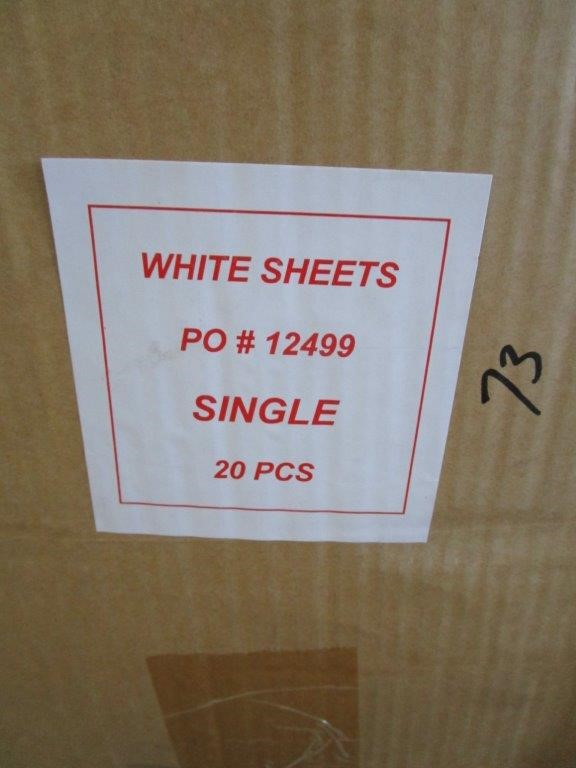 WHITE SHEETS
PO # 12499
SINGLE
20 PCS
73